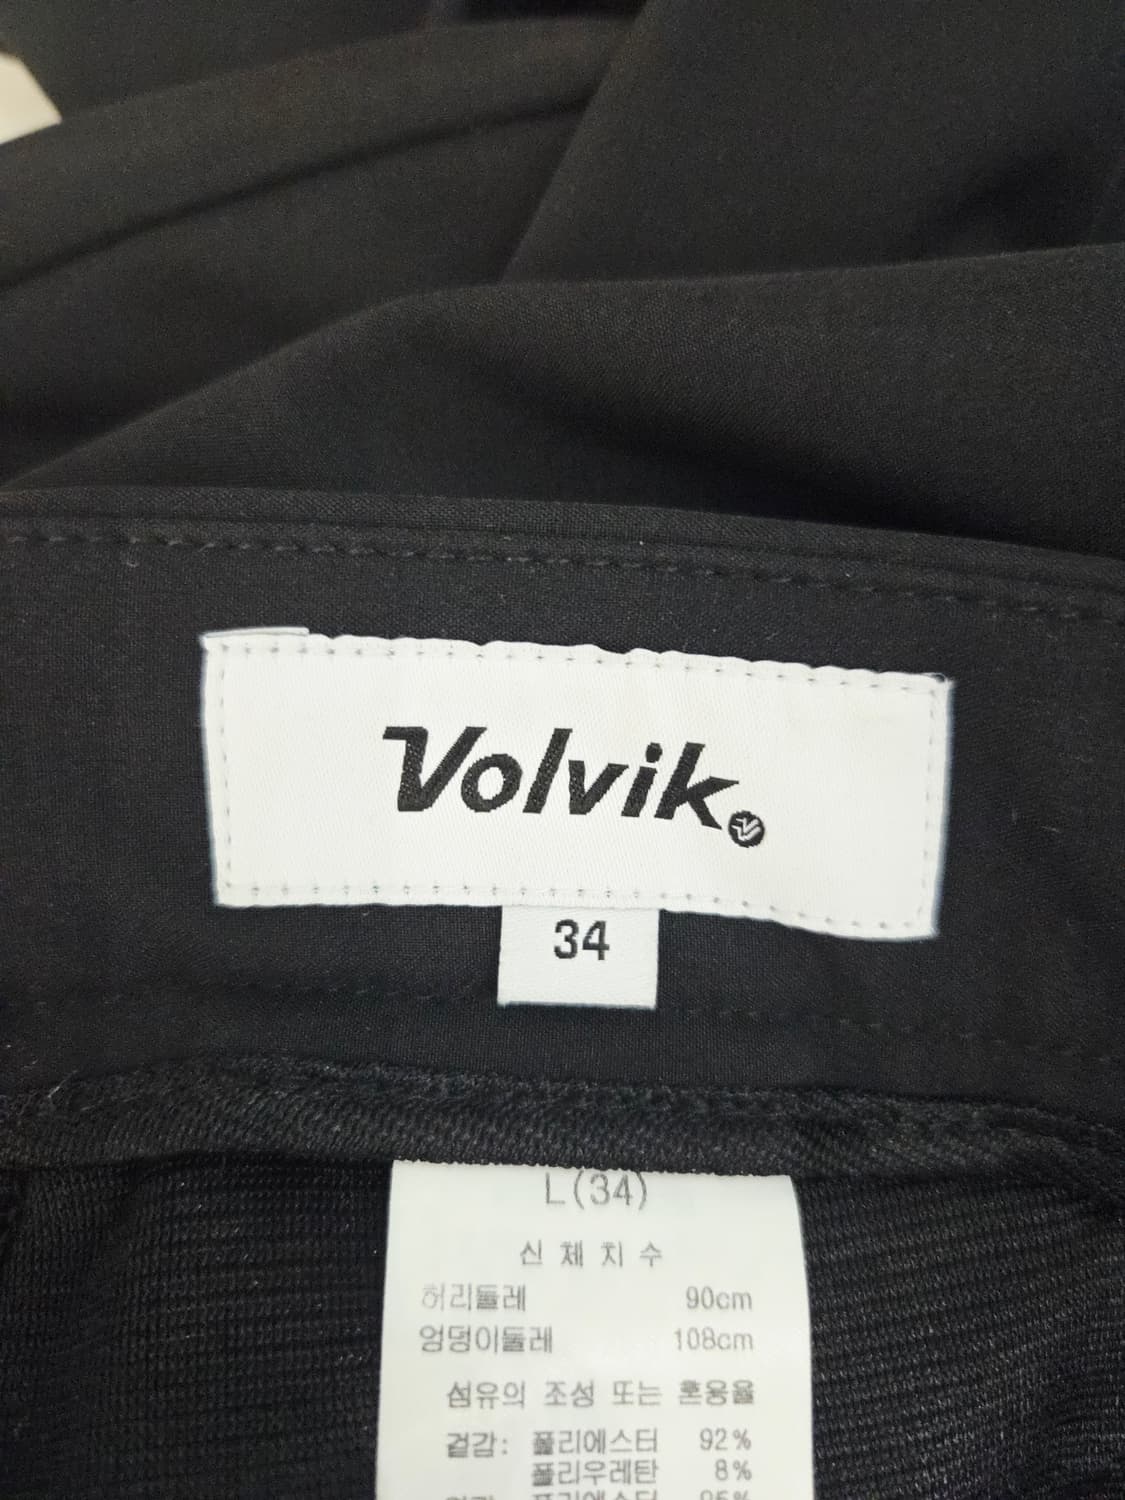 Volvik
34
L(34)
신체치수
허리둘레 90cm
엉덩이둘레 108cm
섬유의 조성 또는 혼용율
겉감: 폴리에스터 92%
폴리우레탄 8%